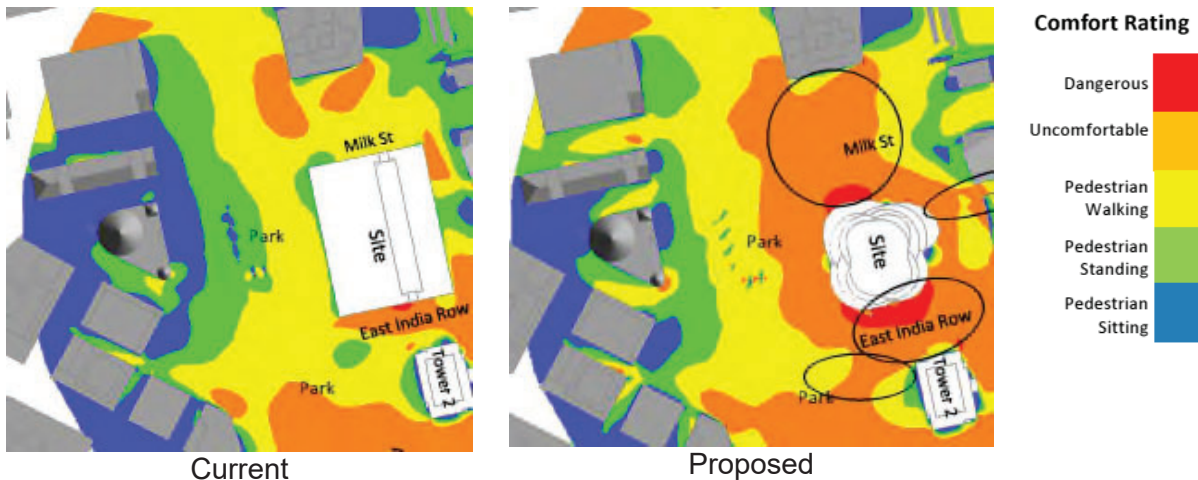 Milk St
Park
Site
East India Row
Tower 2
Park
Current
Milk St
Park
Site
East India Row
Park
Tower 2
Proposed
Comfort Rating
Dangerous
Uncomfortable
Pedestrian
Walking
Pedestrian
Standing
Pedestrian
Sitting